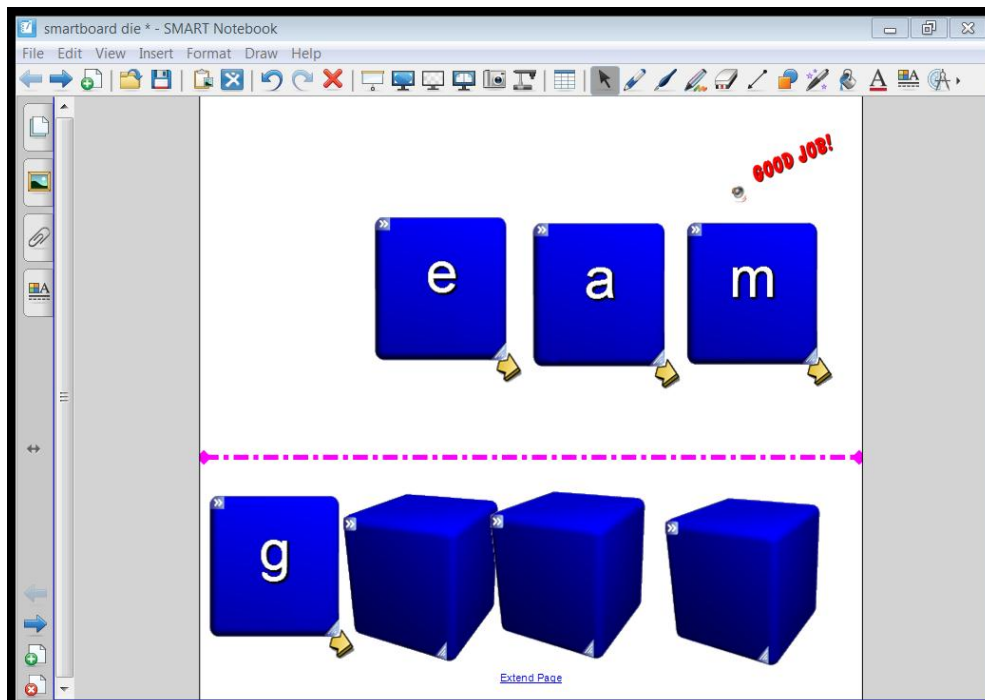 smartboard die * - SMART Notebook
File Edit View Insert Format Draw Help
GOOD JOB!
e a m
g
Extend Page